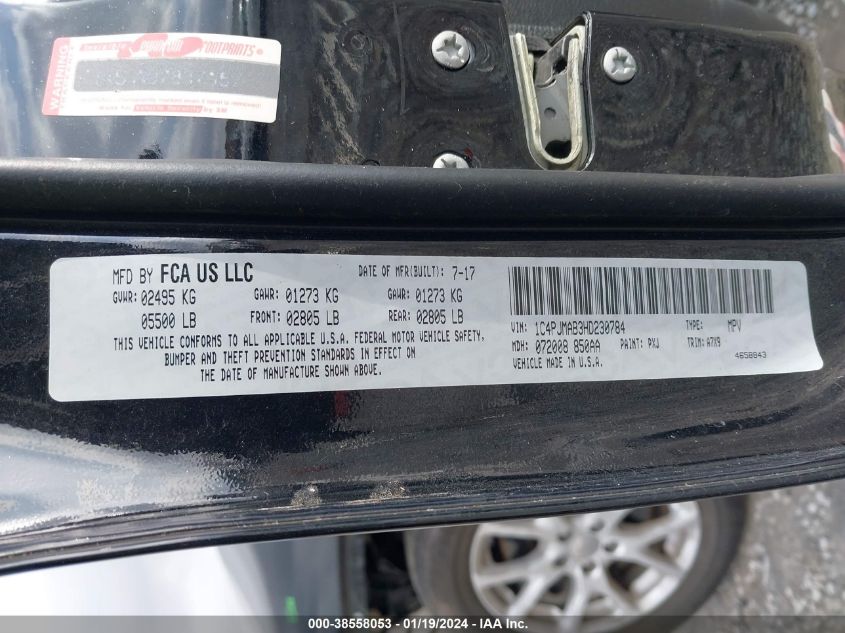 WARNING
FOOTPRINTS
MFD BY FCA US LLC
DATE OF MFR(BUILT): 7-17
GVWR: 02495 KG GAWR: 01273 KG GAWR: 01273 KG
05500 LB FRONT: 02805 LB REAR: 02805 LB
THIS VEHICLE CONFORMS TO ALL APPLICABLE U.S.A. FEDERAL MOTOR VEHICLE SAFETY,
BUMPER AND THEFT PREVENTION STANDARDS IN EFFECT ON
THE DATE OF MANUFACTURE SHOWN ABOVE.
VIN: 1C4PJMAB3HD230784 TYPE: MPV
MDH: 072008 850AA PAINT: PXJ TRIM: A7X9
VEHICLE MADE IN U.S.A. 4658843
000-38558053 - 01/19/2024 - IAA Inc.